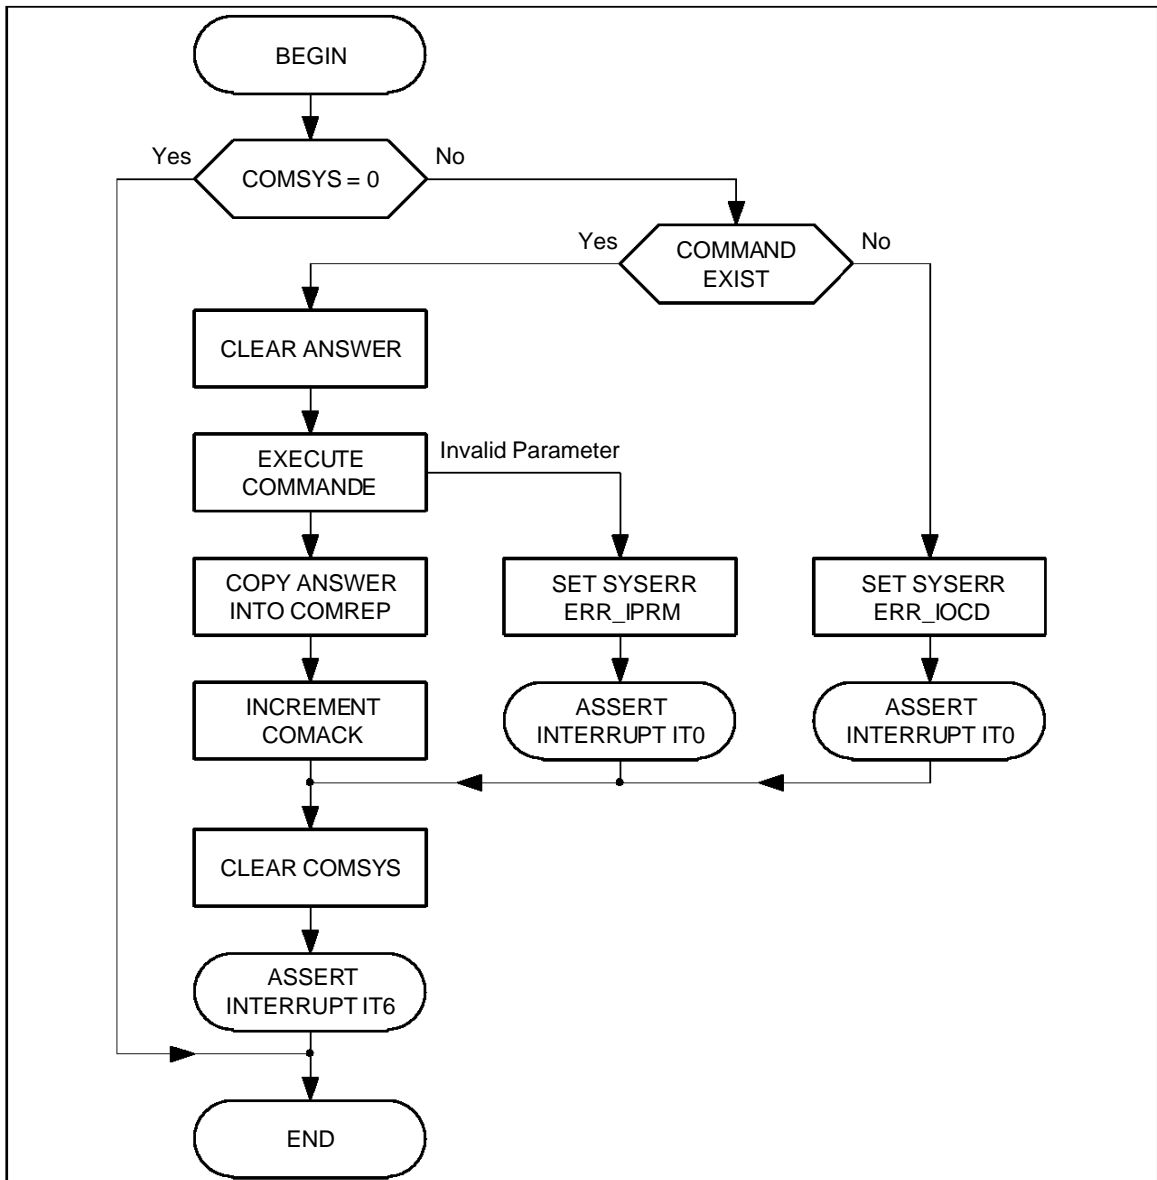 BEGIN
Yes
No
COMSYS = 0
Yes
COMMAND
EXIST
No
CLEAR ANSWER
EXECUTE
COMMANDE
Invalid Parameter
COPY ANSWER
INTO COMREP
SET SYSERR
ERR_IPRM
SET SYSERR
ERR_IOCD
INCREMENT
COMACK
ASSERT
INTERRUPT IT0
ASSERT
INTERRUPT IT0
CLEAR COMSYS
ASSERT
INTERRUPT IT6
END